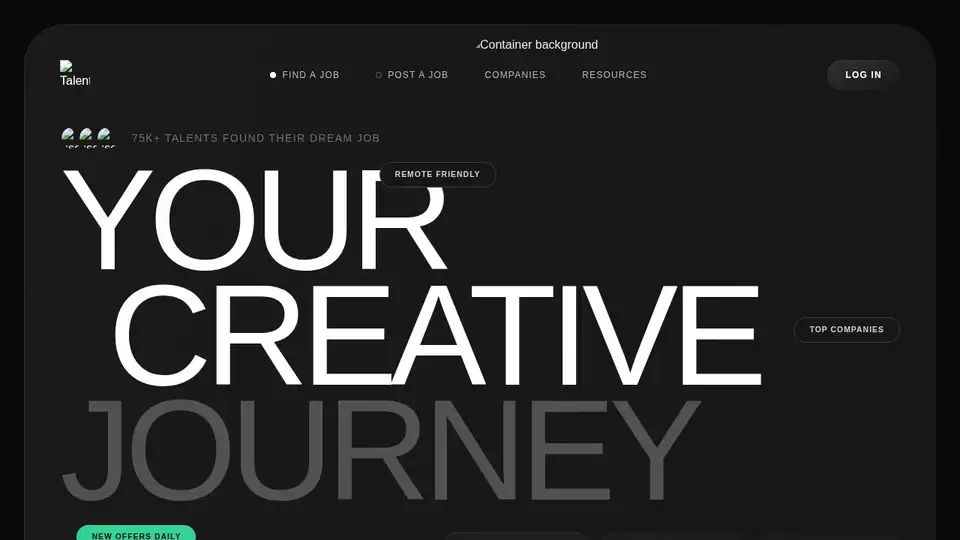 Container background
Talent
FIND A JOB
POST A JOB
COMPANIES
RESOURCES
LOG IN
75K+ TALENTS FOUND THEIR DREAM JOB
REMOTE FRIENDLY
YOUR
CREATIVE
TOP COMPANIES
JOURNEY
NEW OFFERS DAILY